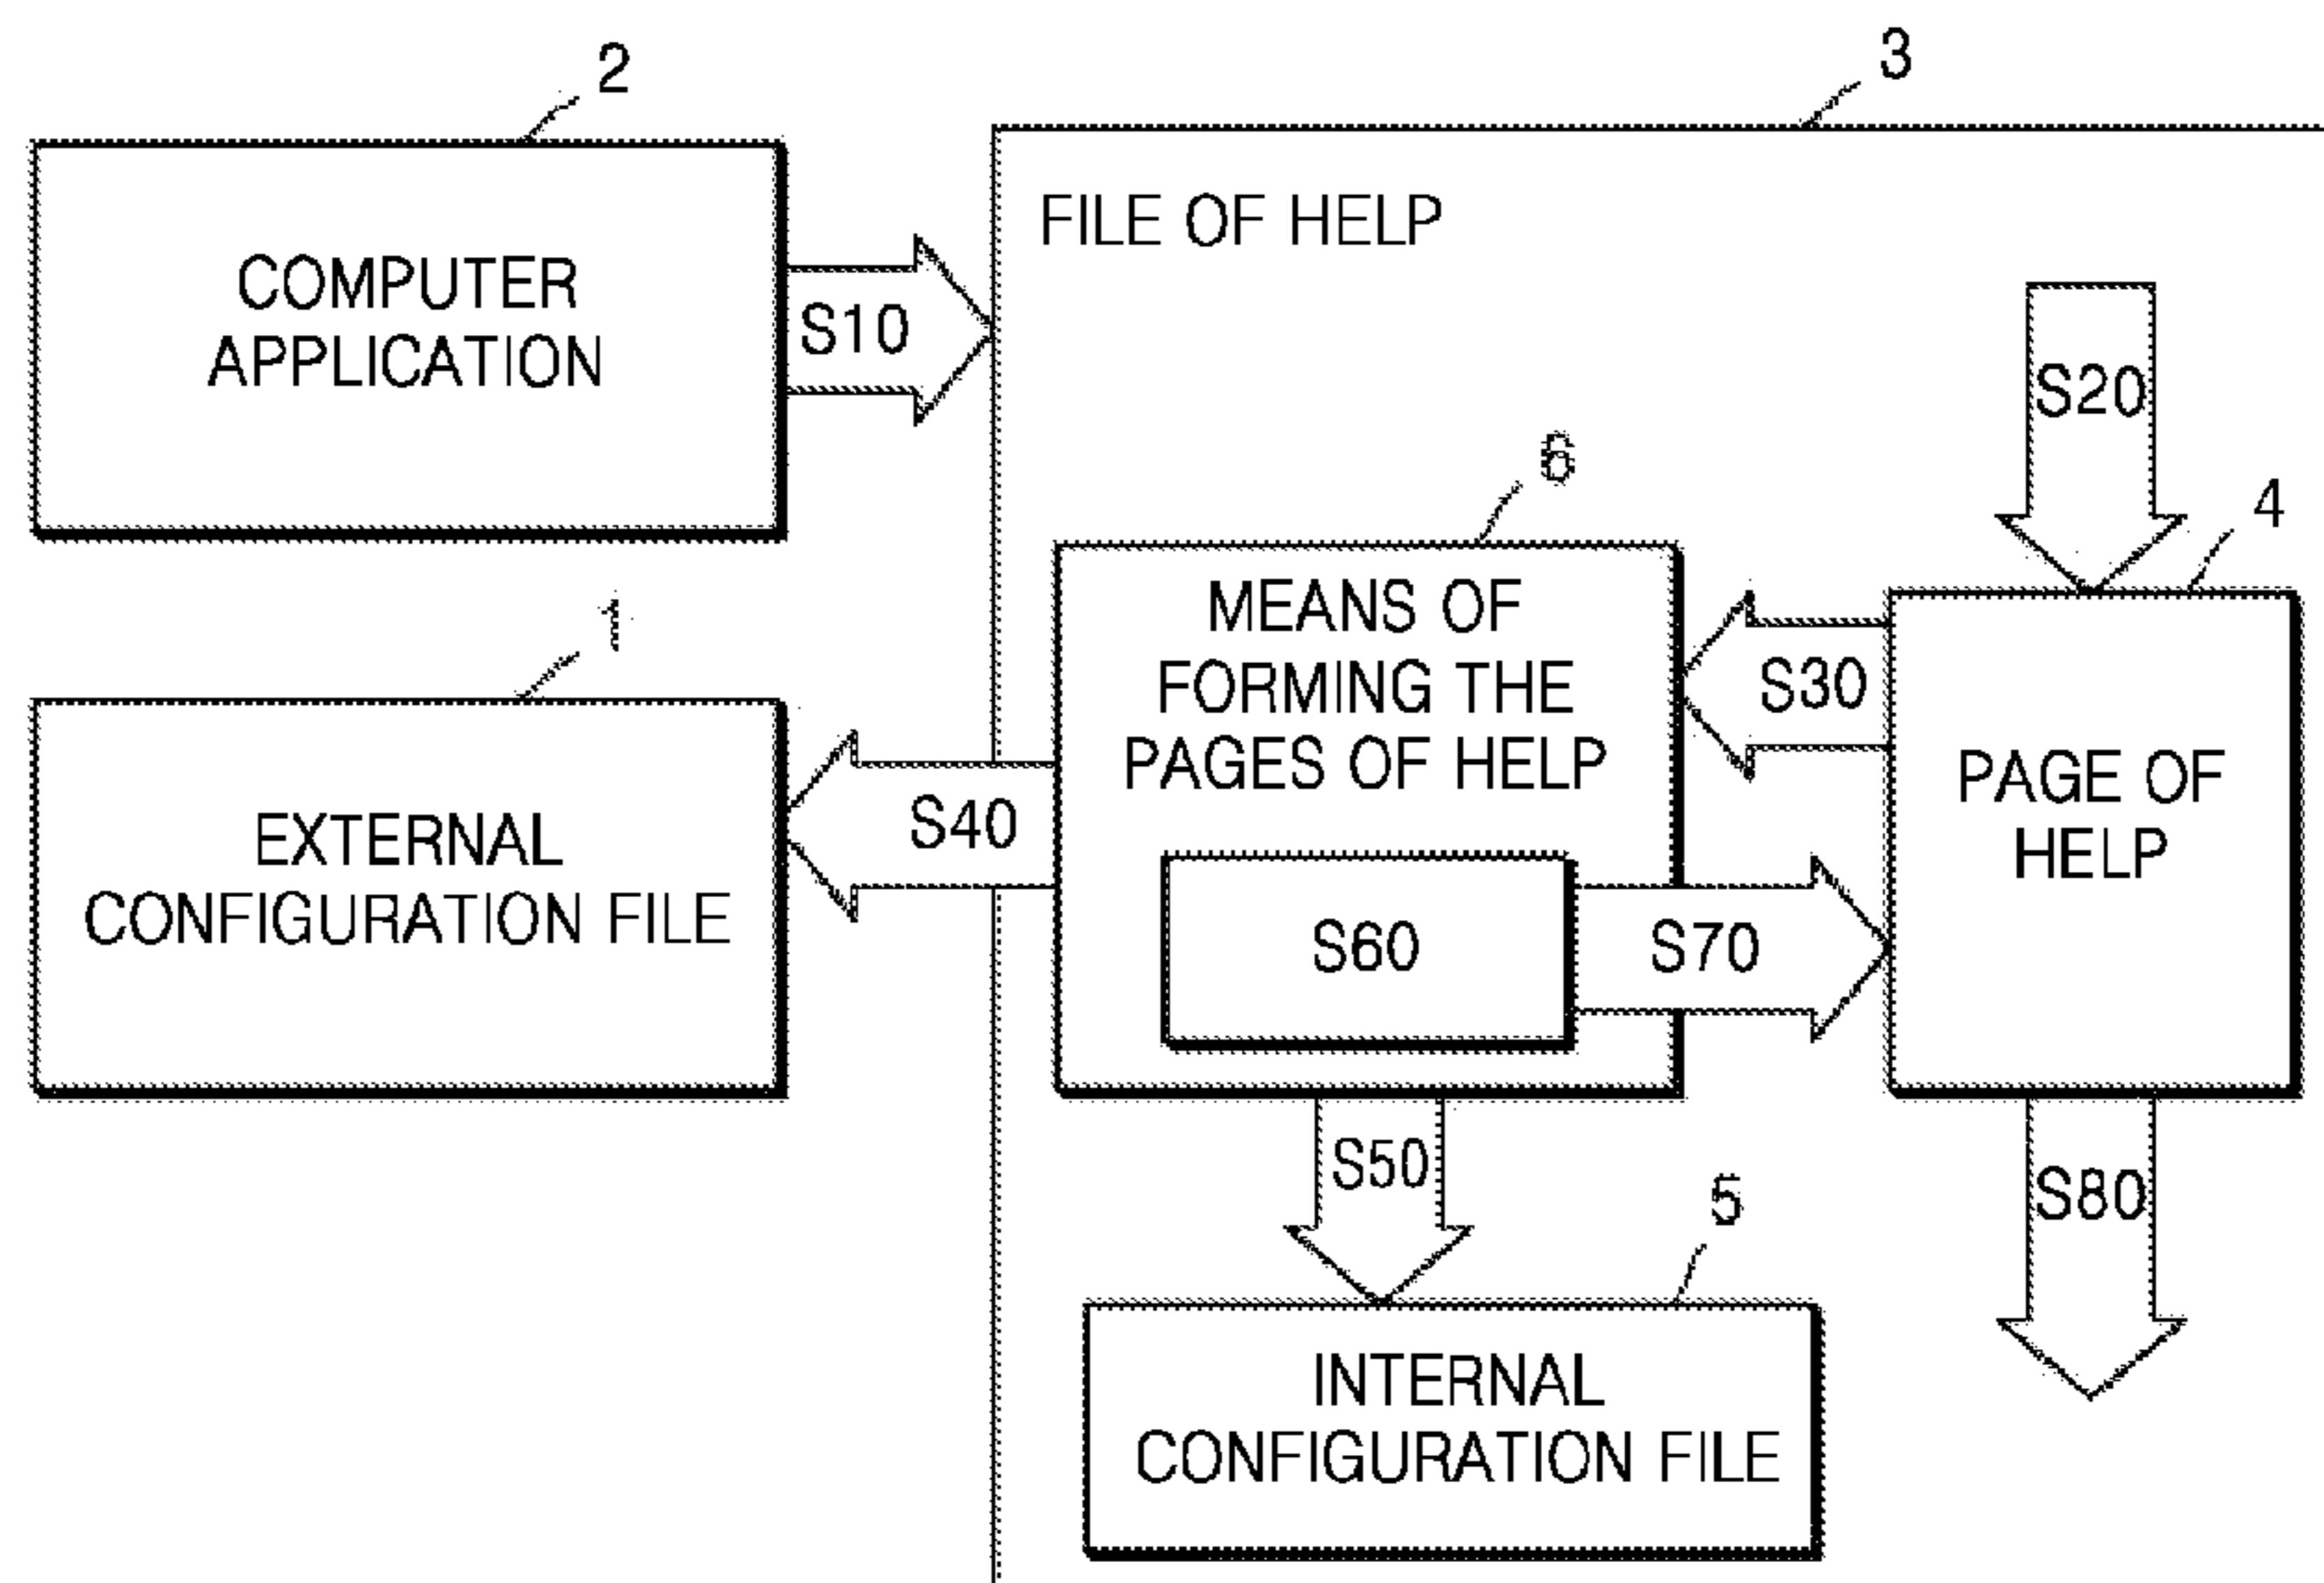 2
3
COMPUTER
APPLICATION
S10
FILE OF HELP
S20
6
4
1
MEANS OF
FORMING THE
PAGES OF HELP
S30
PAGE OF
HELP
EXTERNAL
CONFIGURATION FILE
S40
S60
S70
S50
5
S80
INTERNAL
CONFIGURATION FILE